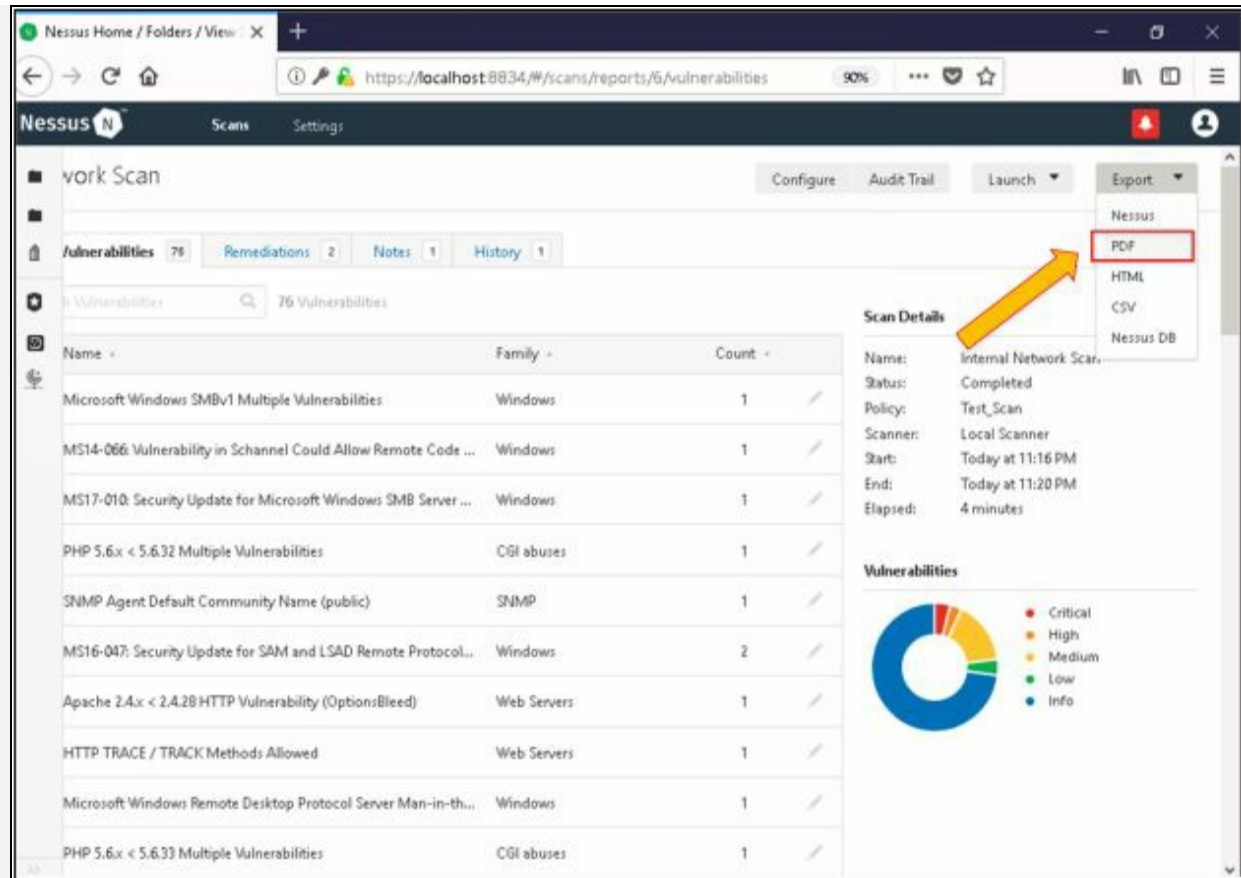 Nessus Home / Folders / View
https://localhost:8834/#/scans/reports/6/vulnerabilities
90%
Nessus N
Scans
Settings
work Scan
Configure
Audit Trail
Launch
Export
Nessus
PDF
HTML
CSV
Nessus DB
Vulnerabilities 76
Remediations 2
Notes 1
History 1
Vulnerabilities
76 Vulnerabilities
Name
Family
Count
Microsoft Windows SMBv1 Multiple Vulnerabilities Windows 1
MS14-066: Vulnerability in Schannel Could Allow Remote Code ... Windows 1
MS17-010: Security Update for Microsoft Windows SMB Server ... Windows 1
PHP 5.6.x < 5.6.32 Multiple Vulnerabilities CGI abuses 1
SNMP Agent Default Community Name (public) SNMP 1
MS16-047: Security Update for SAM and LSAD Remote Protocol... Windows 2
Apache 2.4.x < 2.4.28 HTTP Vulnerability (OptionsBleed) Web Servers 1
HTTP TRACE / TRACK Methods Allowed Web Servers 1
Microsoft Windows Remote Desktop Protocol Server Man-in-th... Windows 1
PHP 5.6.x < 5.6.33 Multiple Vulnerabilities CGI abuses 1
Scan Details
Name: Internal Network Scan
Status: Completed
Policy: Test_Scan
Scanner: Local Scanner
Start: Today at 11:16 PM
End: Today at 11:20 PM
Elapsed: 4 minutes
Vulnerabilities
Critical
High
Medium
Low
Info